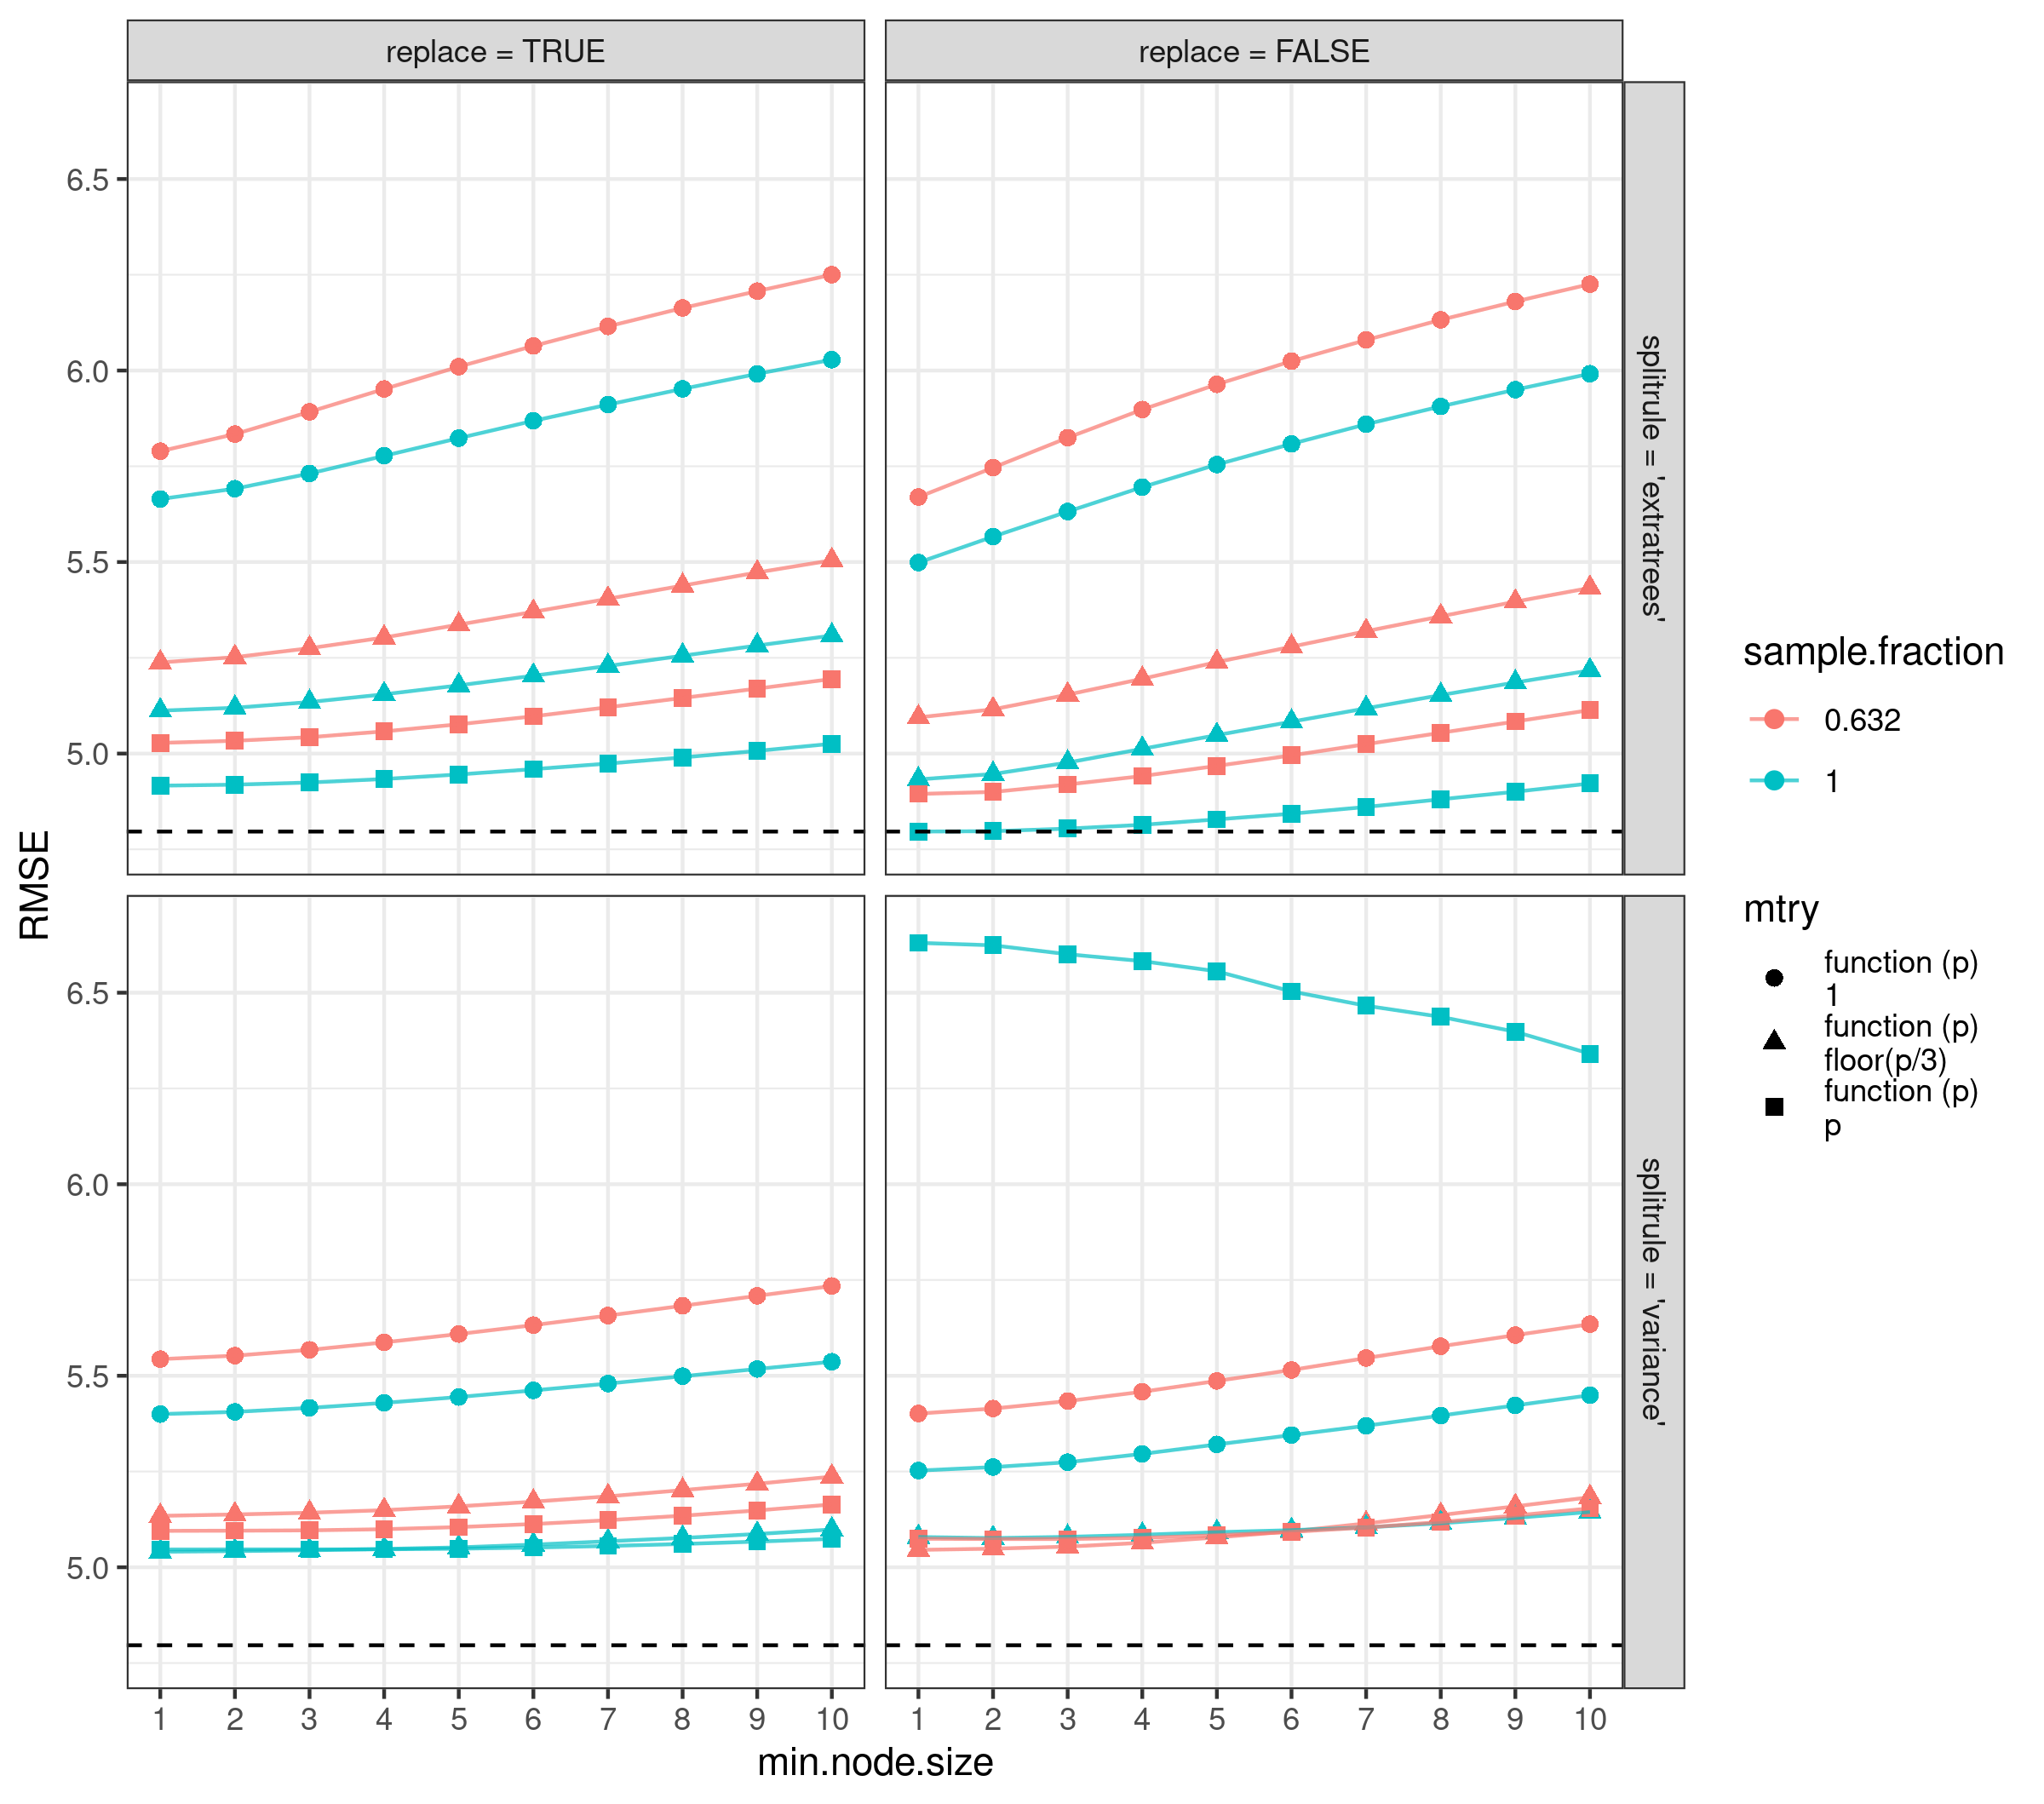 replace = TRUE
replace = FALSE
6.5
6.0
5.5
5.0
splitrule = 'extratrees'
6.5
6.0
5.5
5.0
splitrule = 'variance'
RMSE
1 2 3 4 5 6 7 8 9 10
1 2 3 4 5 6 7 8 9 10
min.node.size
sample.fraction
0.632
1
mtry
function (p)
1
function (p)
floor(p/3)
function (p)
p